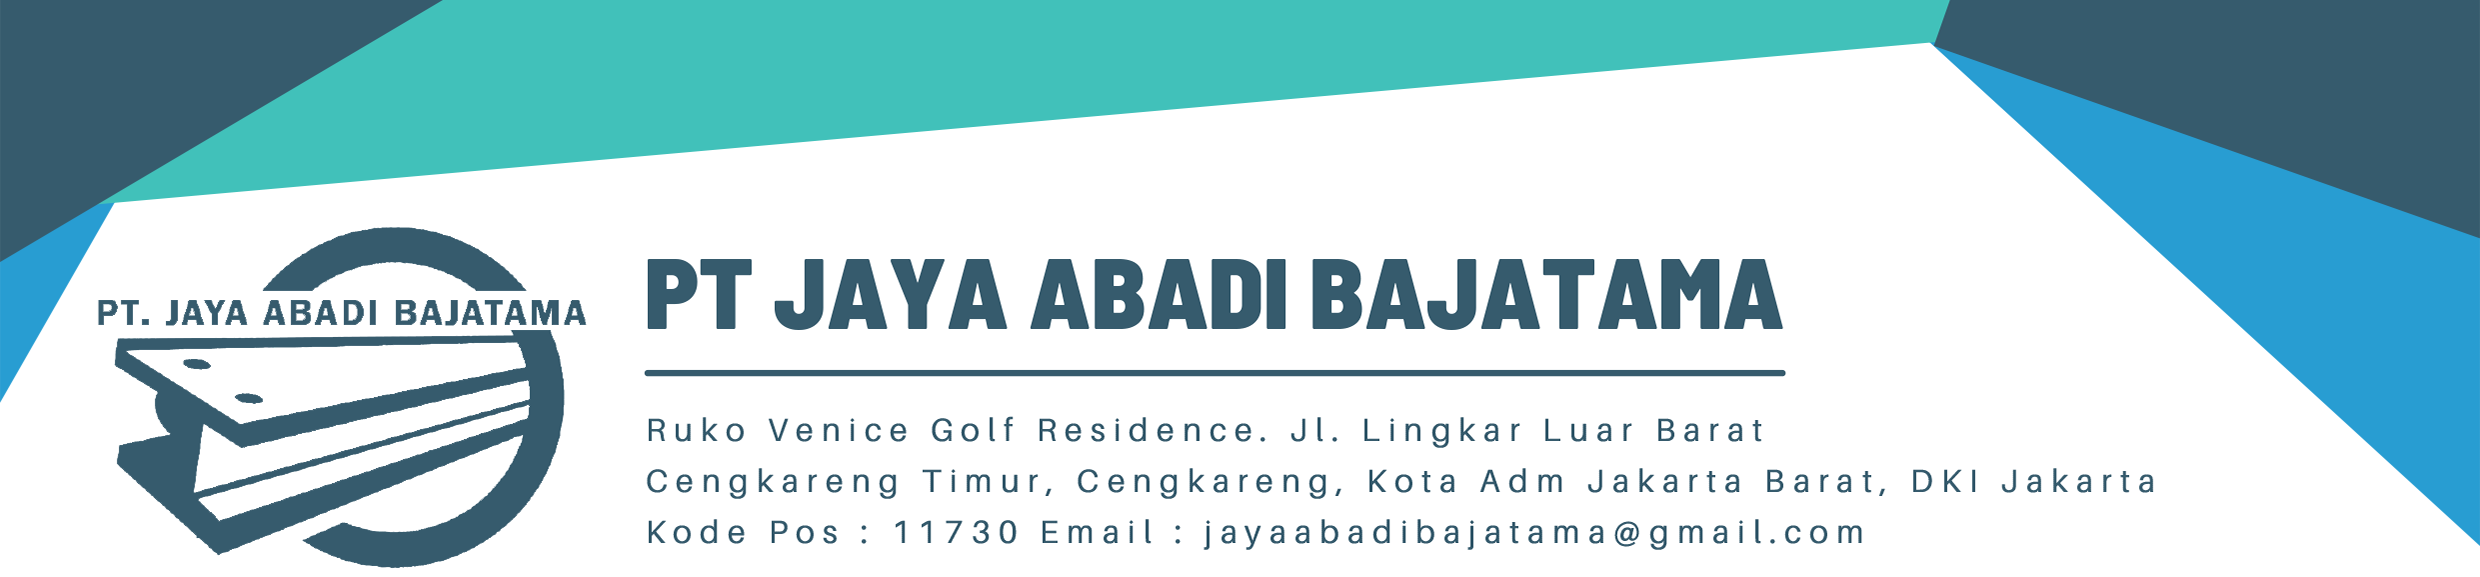 PT. JAYA ABADI BAJATAMA
PT JAYA ABADI BAJATAMA
Ruko Venice Golf Residence. Jl. Lingkar Luar Barat
Cengkareng Timur, Cengkareng, Kota Adm Jakarta Barat, DKI Jakarta
Kode Pos : 11730 Email : jayaabadibajatama@gmail.com